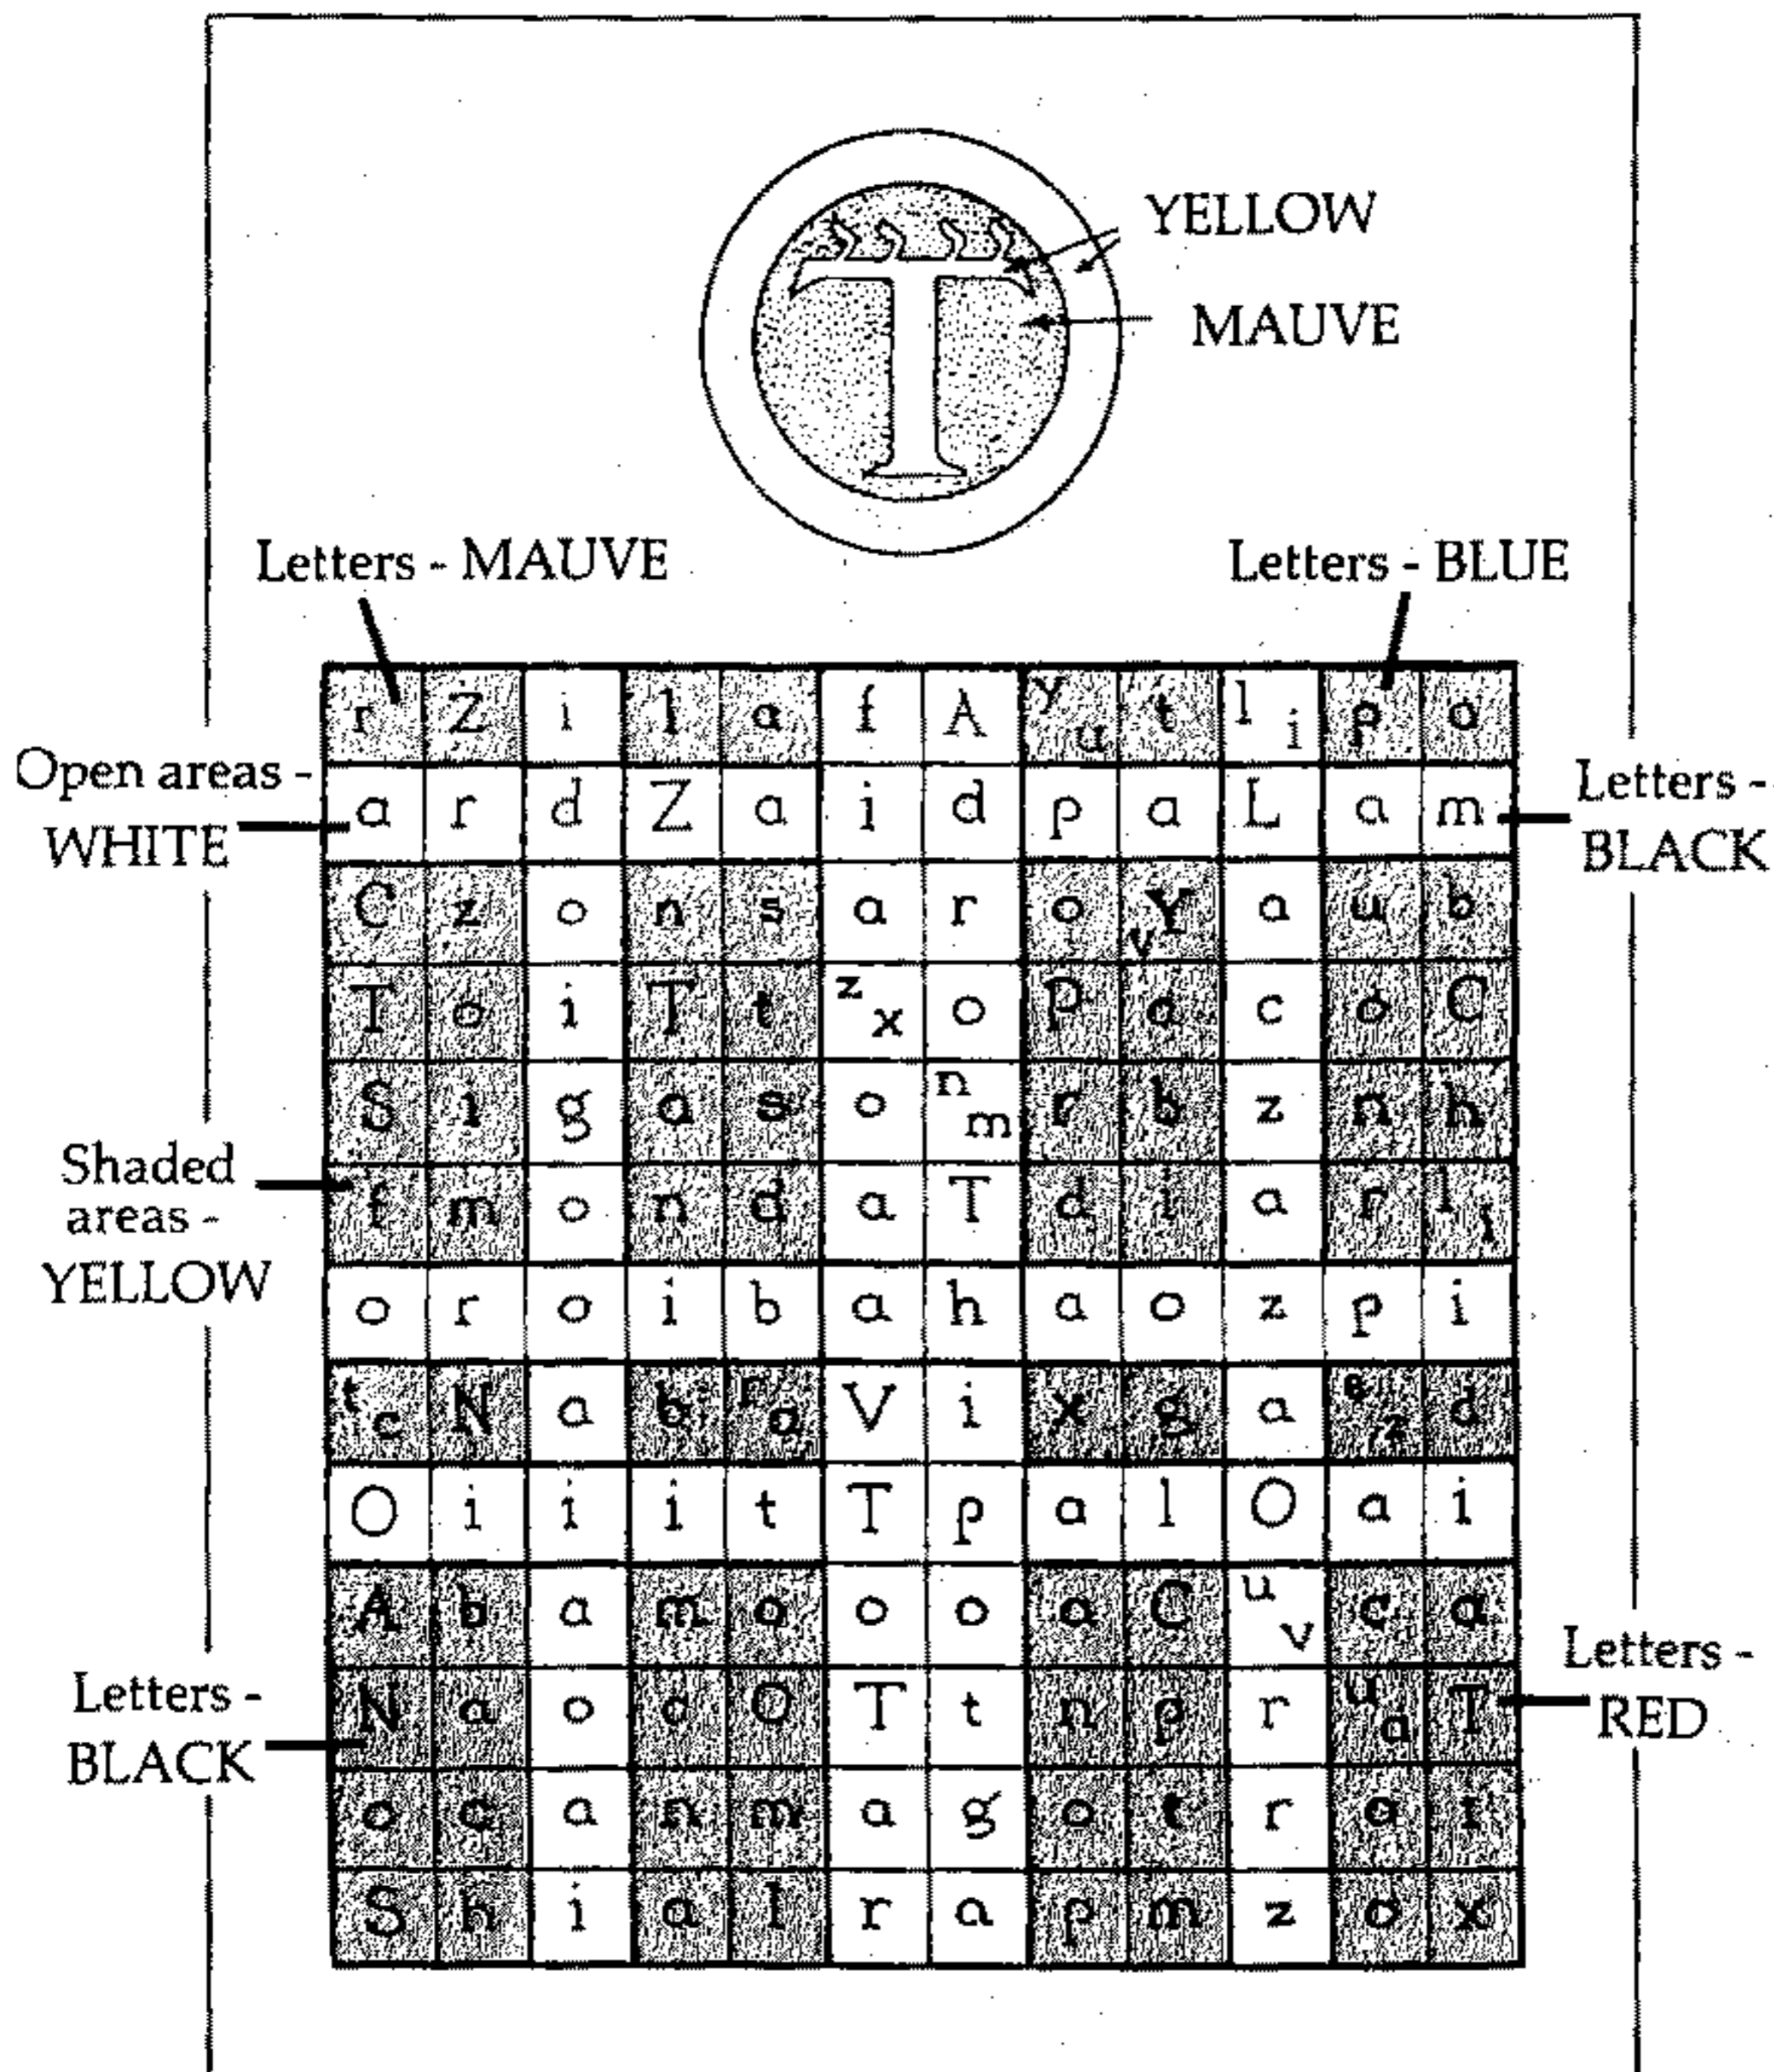 T
YELLOW
MAUVE
Letters - MAUVE
Letters - BLUE
r Z i l a f A y u t l i p o
Open areas - WHITE
a r d Z a i d p a L a m
Letters - BLACK
C z o n s a r o Y v a u b
T o i T t z x o P a c o C
S i g a s o n m r b z n h
Shaded areas - YELLOW
f m o n d a T d i a r l i
o r o i b a h a o z p i
t c N a b r a V i x g a z d
O i i i t T p a l O a i
A b a m o o o a C u v c a
Letters - BLACK
N a o c O T t n p r u a T
Letters - RED
o c a n m a g o t r o i
S h i a l r a p m z o x